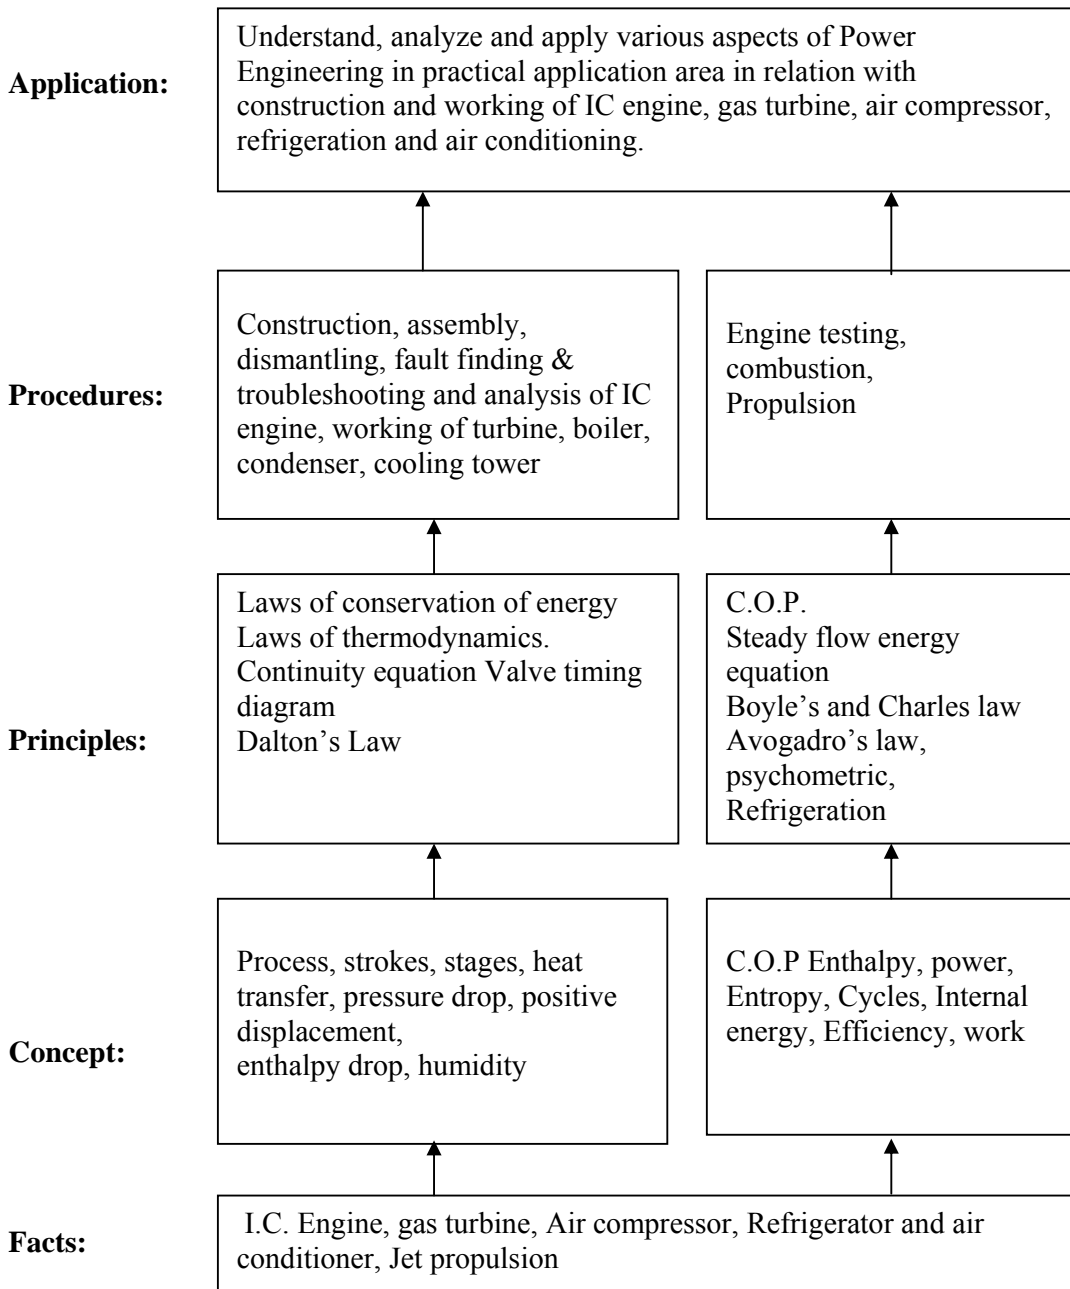 Application:
Understand, analyze and apply various aspects of Power
Engineering in practical application area in relation with
construction and working of IC engine, gas turbine, air compressor,
refrigeration and air conditioning.
Procedures:
Construction, assembly,
dismantling, fault finding &
troubleshooting and analysis of IC
engine, working of turbine, boiler,
condenser, cooling tower
Engine testing,
combustion,
Propulsion
Principles:
Laws of conservation of energy
Laws of thermodynamics.
Continuity equation Valve timing
diagram
Dalton’s Law
C.O.P.
Steady flow energy
equation
Boyle’s and Charles law
Avogadro’s law,
psychometric,
Refrigeration
Concept:
Process, strokes, stages, heat
transfer, pressure drop, positive
displacement,
enthalpy drop, humidity
C.O.P Enthalpy, power,
Entropy, Cycles, Internal
energy, Efficiency, work
Facts:
I.C. Engine, gas turbine, Air compressor, Refrigerator and air
conditioner, Jet propulsion